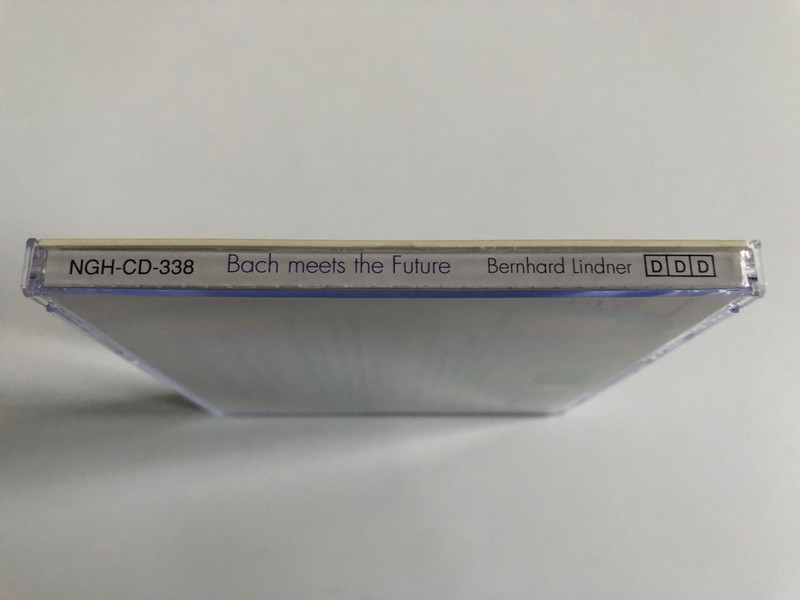 NGH-CD-338 Bach meets the Future Bernhard Lindner DDD